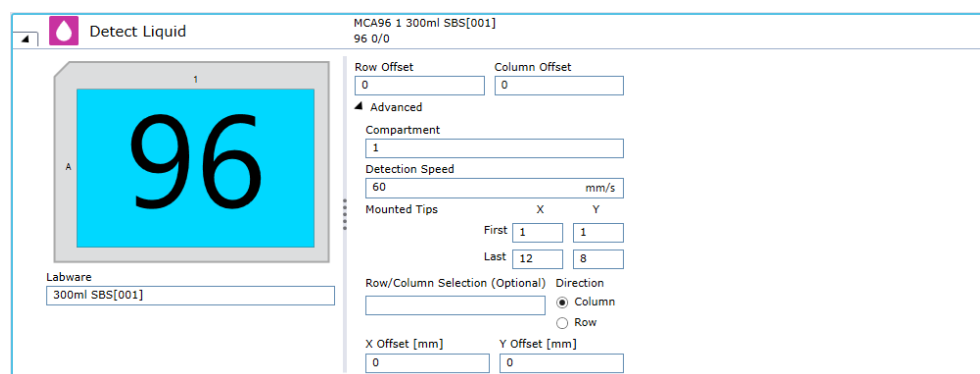 Detect Liquid
MCA96 1 300ml SBS[001]
96 0/0
1
A
96
Labware
300ml SBS[001]
Row Offset Column Offset
0 0
Advanced
Compartment
1
Detection Speed
60 mm/s
Mounted Tips X Y
First 1 1
Last 12 8
Row/Column Selection (Optional) Direction
Column
Row
X Offset [mm] Y Offset [mm]
0 0